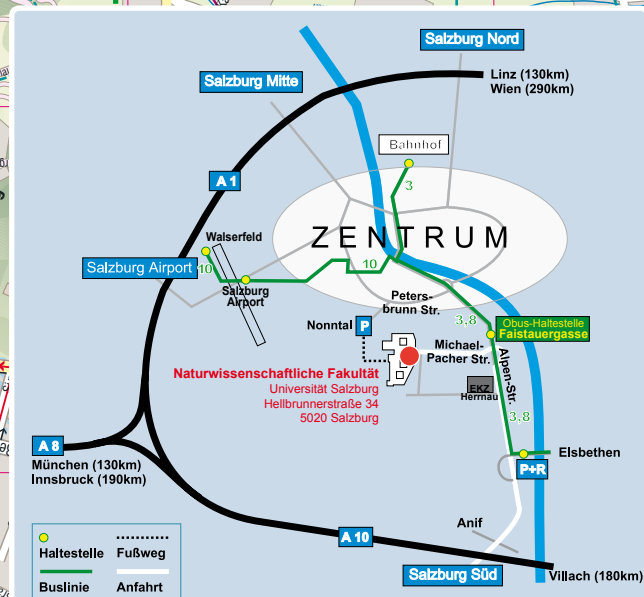 Salzburg Nord
Salzburg Mitte
Linz (130km)
Wien (290km)
Bahnhof
3
A 1
ZENTRUM
Walserfeld
Salzburg Airport
10
10
Salzburg
Airport
Peters-
brunn Str.
Nonntal
P
3,8
Obus-Haltestelle
Faistauergasse
Michael-
Pacher Str.
Alpen-Str.
Naturwissenschaftliche Fakultät
Universität Salzburg
Hellbrunnerstraße 34
5020 Salzburg
EKZ
Herrnau
3,8
A 8
München (130km)
Innsbruck (190km)
Elsbethen
P+R
Anif
A 10
Salzburg Süd
Villach (180km)
Haltestelle
Fußweg
Buslinie
Anfahrt